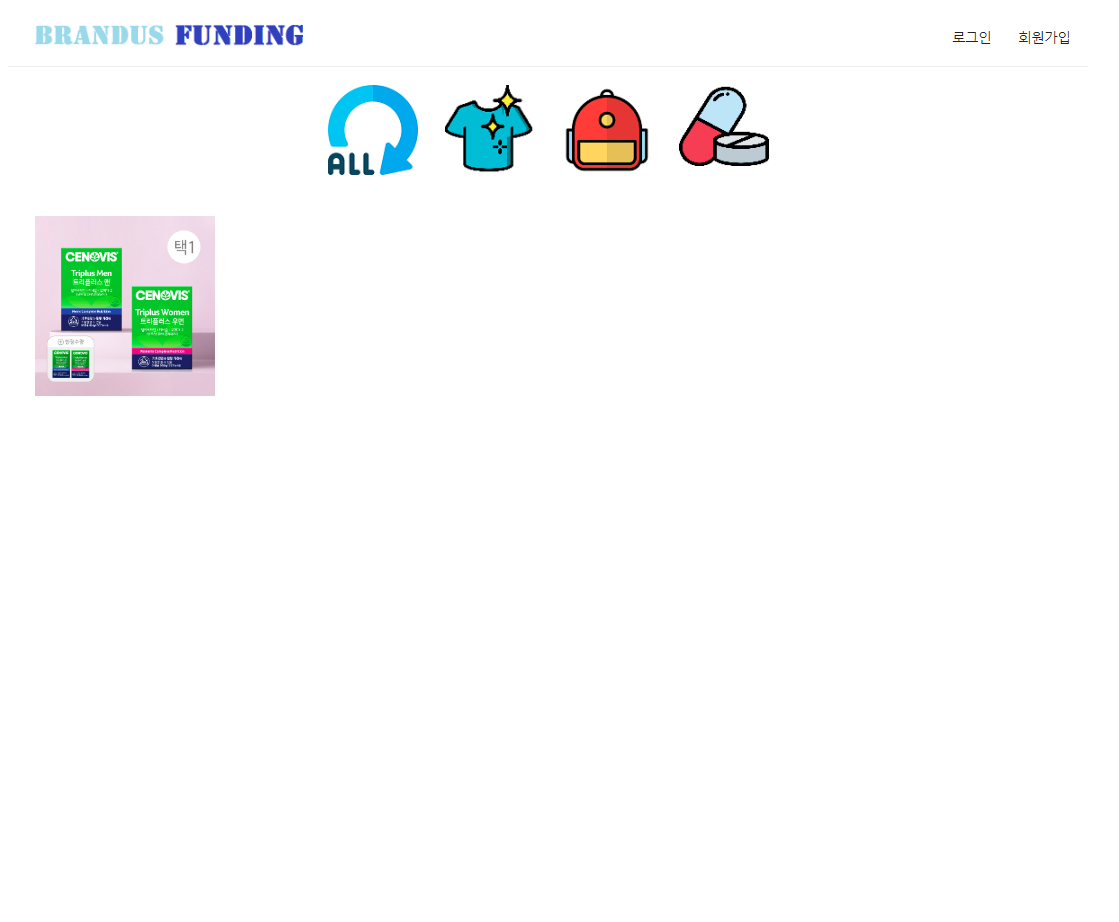 BRANDUS FUNDING
로그인 회원가입
ALL
택1
CENOVIS
Triplus Men
트리플러스 맨
CENOVIS
Triplus Women
트리플러스 우먼